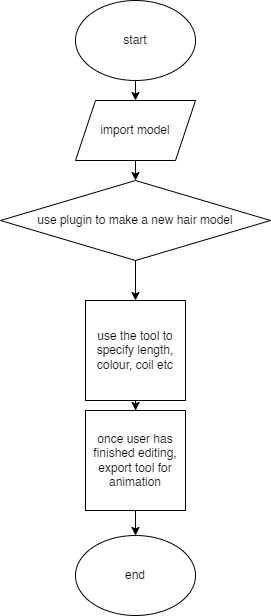 start
import model
use plugin to make a new hair model
use the tool to
specify length,
colour, coil etc
once user has
finished editing,
export tool for
animation
end